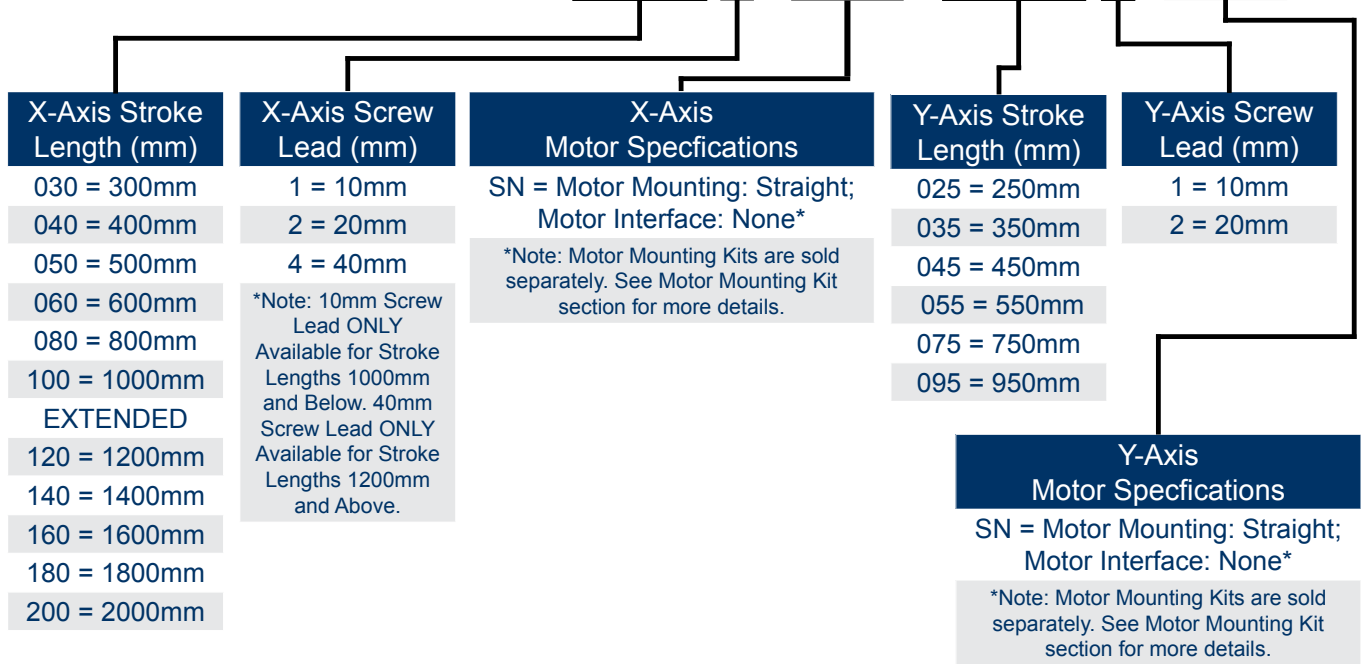 X-Axis Stroke
Length (mm)
030 = 300mm
040 = 400mm
050 = 500mm
060 = 600mm
080 = 800mm
100 = 1000mm
EXTENDED
120 = 1200mm
140 = 1400mm
160 = 1600mm
180 = 1800mm
200 = 2000mm
X-Axis Screw
Lead (mm)
1 = 10mm
2 = 20mm
4 = 40mm
*Note: 10mm Screw
Lead ONLY
Available for Stroke
Lengths 1000mm
and Below. 40mm
Screw Lead ONLY
Available for Stroke
Lengths 1200mm
and Above.
X-Axis
Motor Specfications
SN = Motor Mounting: Straight;
Motor Interface: None*
*Note: Motor Mounting Kits are sold
separately. See Motor Mounting Kit
section for more details.
Y-Axis Stroke
Length (mm)
025 = 250mm
035 = 350mm
045 = 450mm
055 = 550mm
075 = 750mm
095 = 950mm
Y-Axis Screw
Lead (mm)
1 = 10mm
2 = 20mm
Y-Axis
Motor Specfications
SN = Motor Mounting: Straight;
Motor Interface: None*
*Note: Motor Mounting Kits are sold
separately. See Motor Mounting Kit
section for more details.